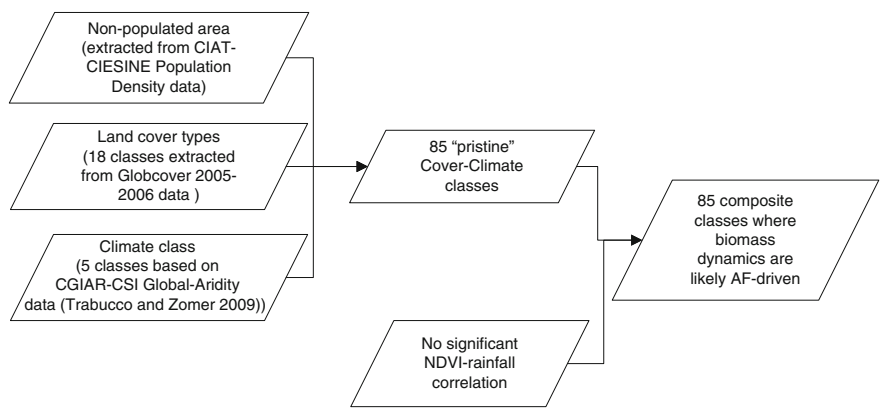 Non-populated area
(extracted from CIAT-
CIESINE Population
Density data)
Land cover types
(18 classes extracted
from Globcover 2005-
2006 data )
Climate class
(5 classes based on
CGIAR-CSI Global-Aridity
data (Trabucco and Zomer 2009))
85 “pristine”
Cover-Climate
classes
No significant
NDVI-rainfall
correlation
85 composite
classes where
biomass
dynamics are
likely AF-driven